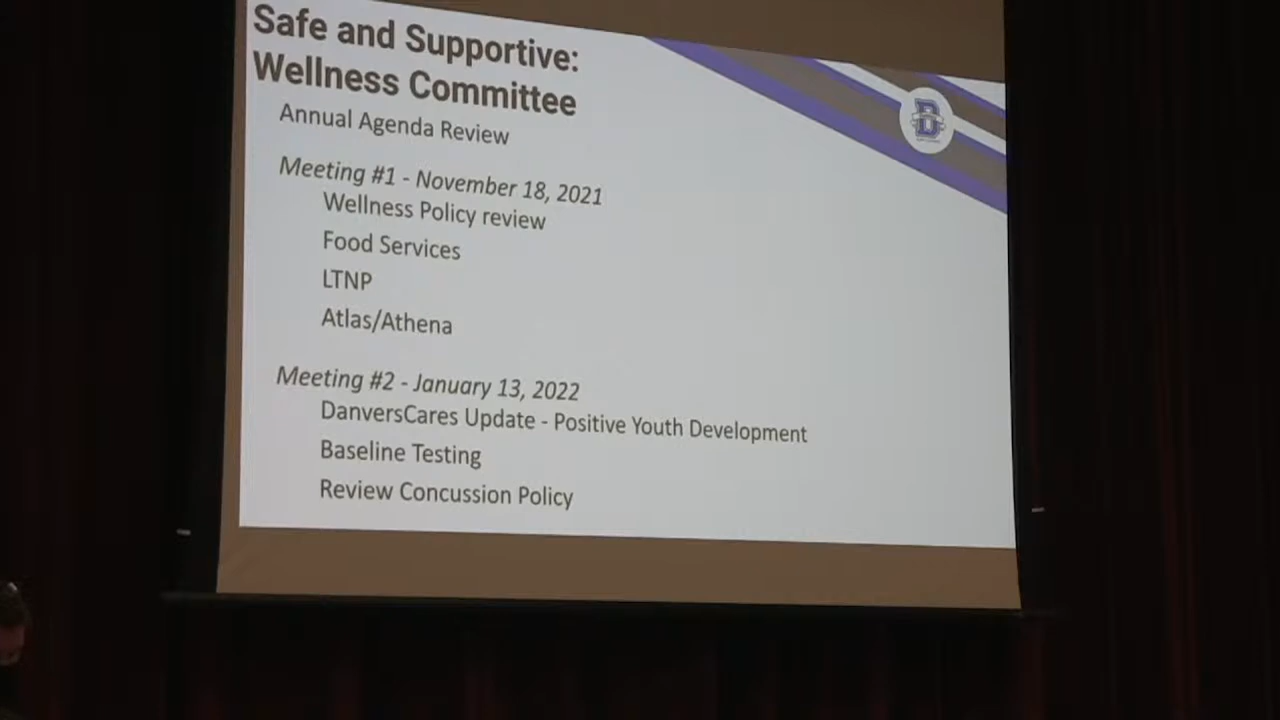 Safe and Supportive:
Wellness Committee
Annual Agenda Review
Meeting #1 - November 18, 2021
Wellness Policy review
Food Services
LTNP
Atlas/Athena
Meeting #2 - January 13, 2022
DanversCares Update - Positive Youth Development
Baseline Testing
Review Concussion Policy
D